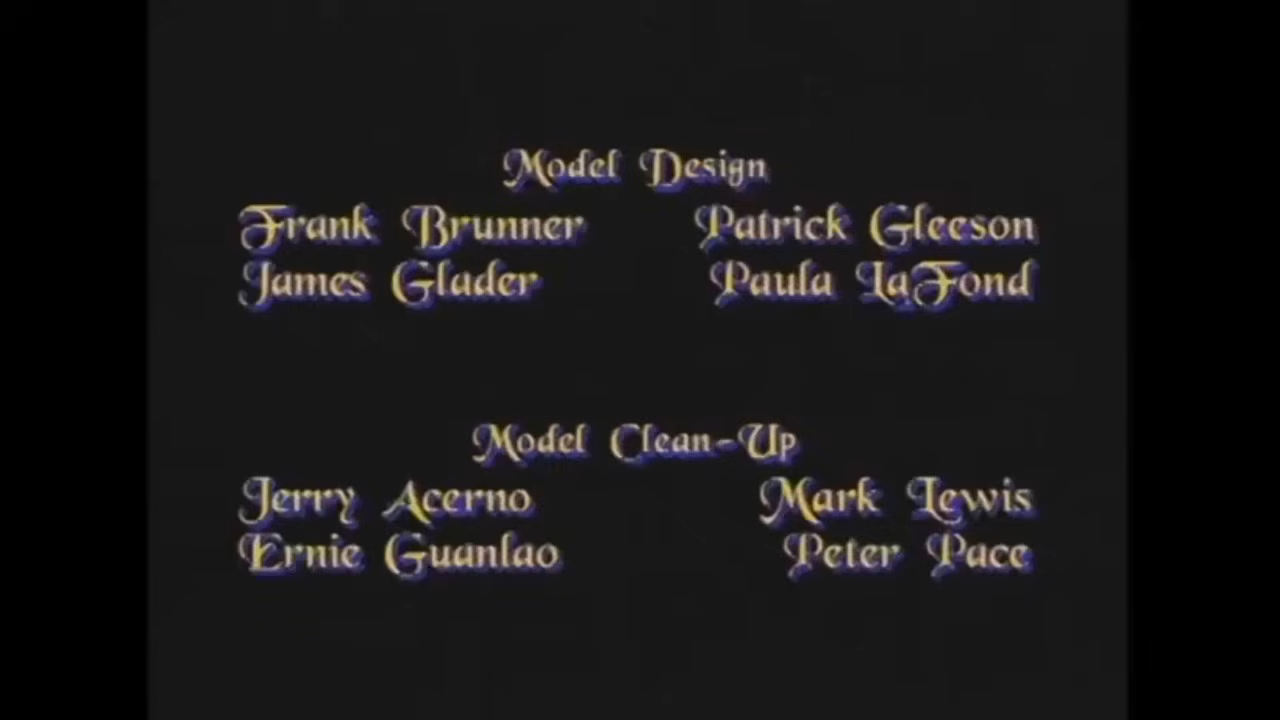 Model Design
Frank Brunner Patrick Gleeson
James Glader Paula LaFond
Model Clean-Up
Jerry Acerno Mark Lewis
Ernie Guanlao Peter Pace